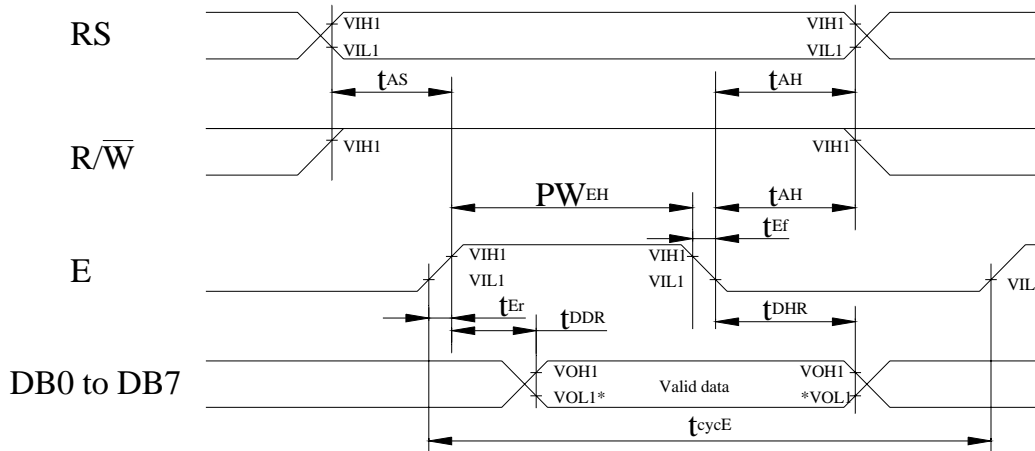 RS
VIH1 VIH1
VIL1 VIL1
tAS tAH
R/W̅
VIH1 VIH1
PWEH tAH
tEf
E
VIH1 VIH1
VIL1 VIL1 VIL
tEr tDDR tDHR
DB0 to DB7
VOH1 Valid data VOH1
VOL1* *VOL1
tcycE